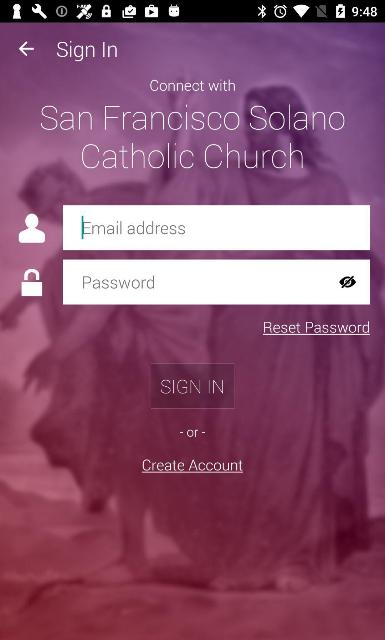 9:48
Sign In
Connect with
San Francisco Solano
Catholic Church
Email address
Password
Reset Password
SIGN IN
- or -
Create Account